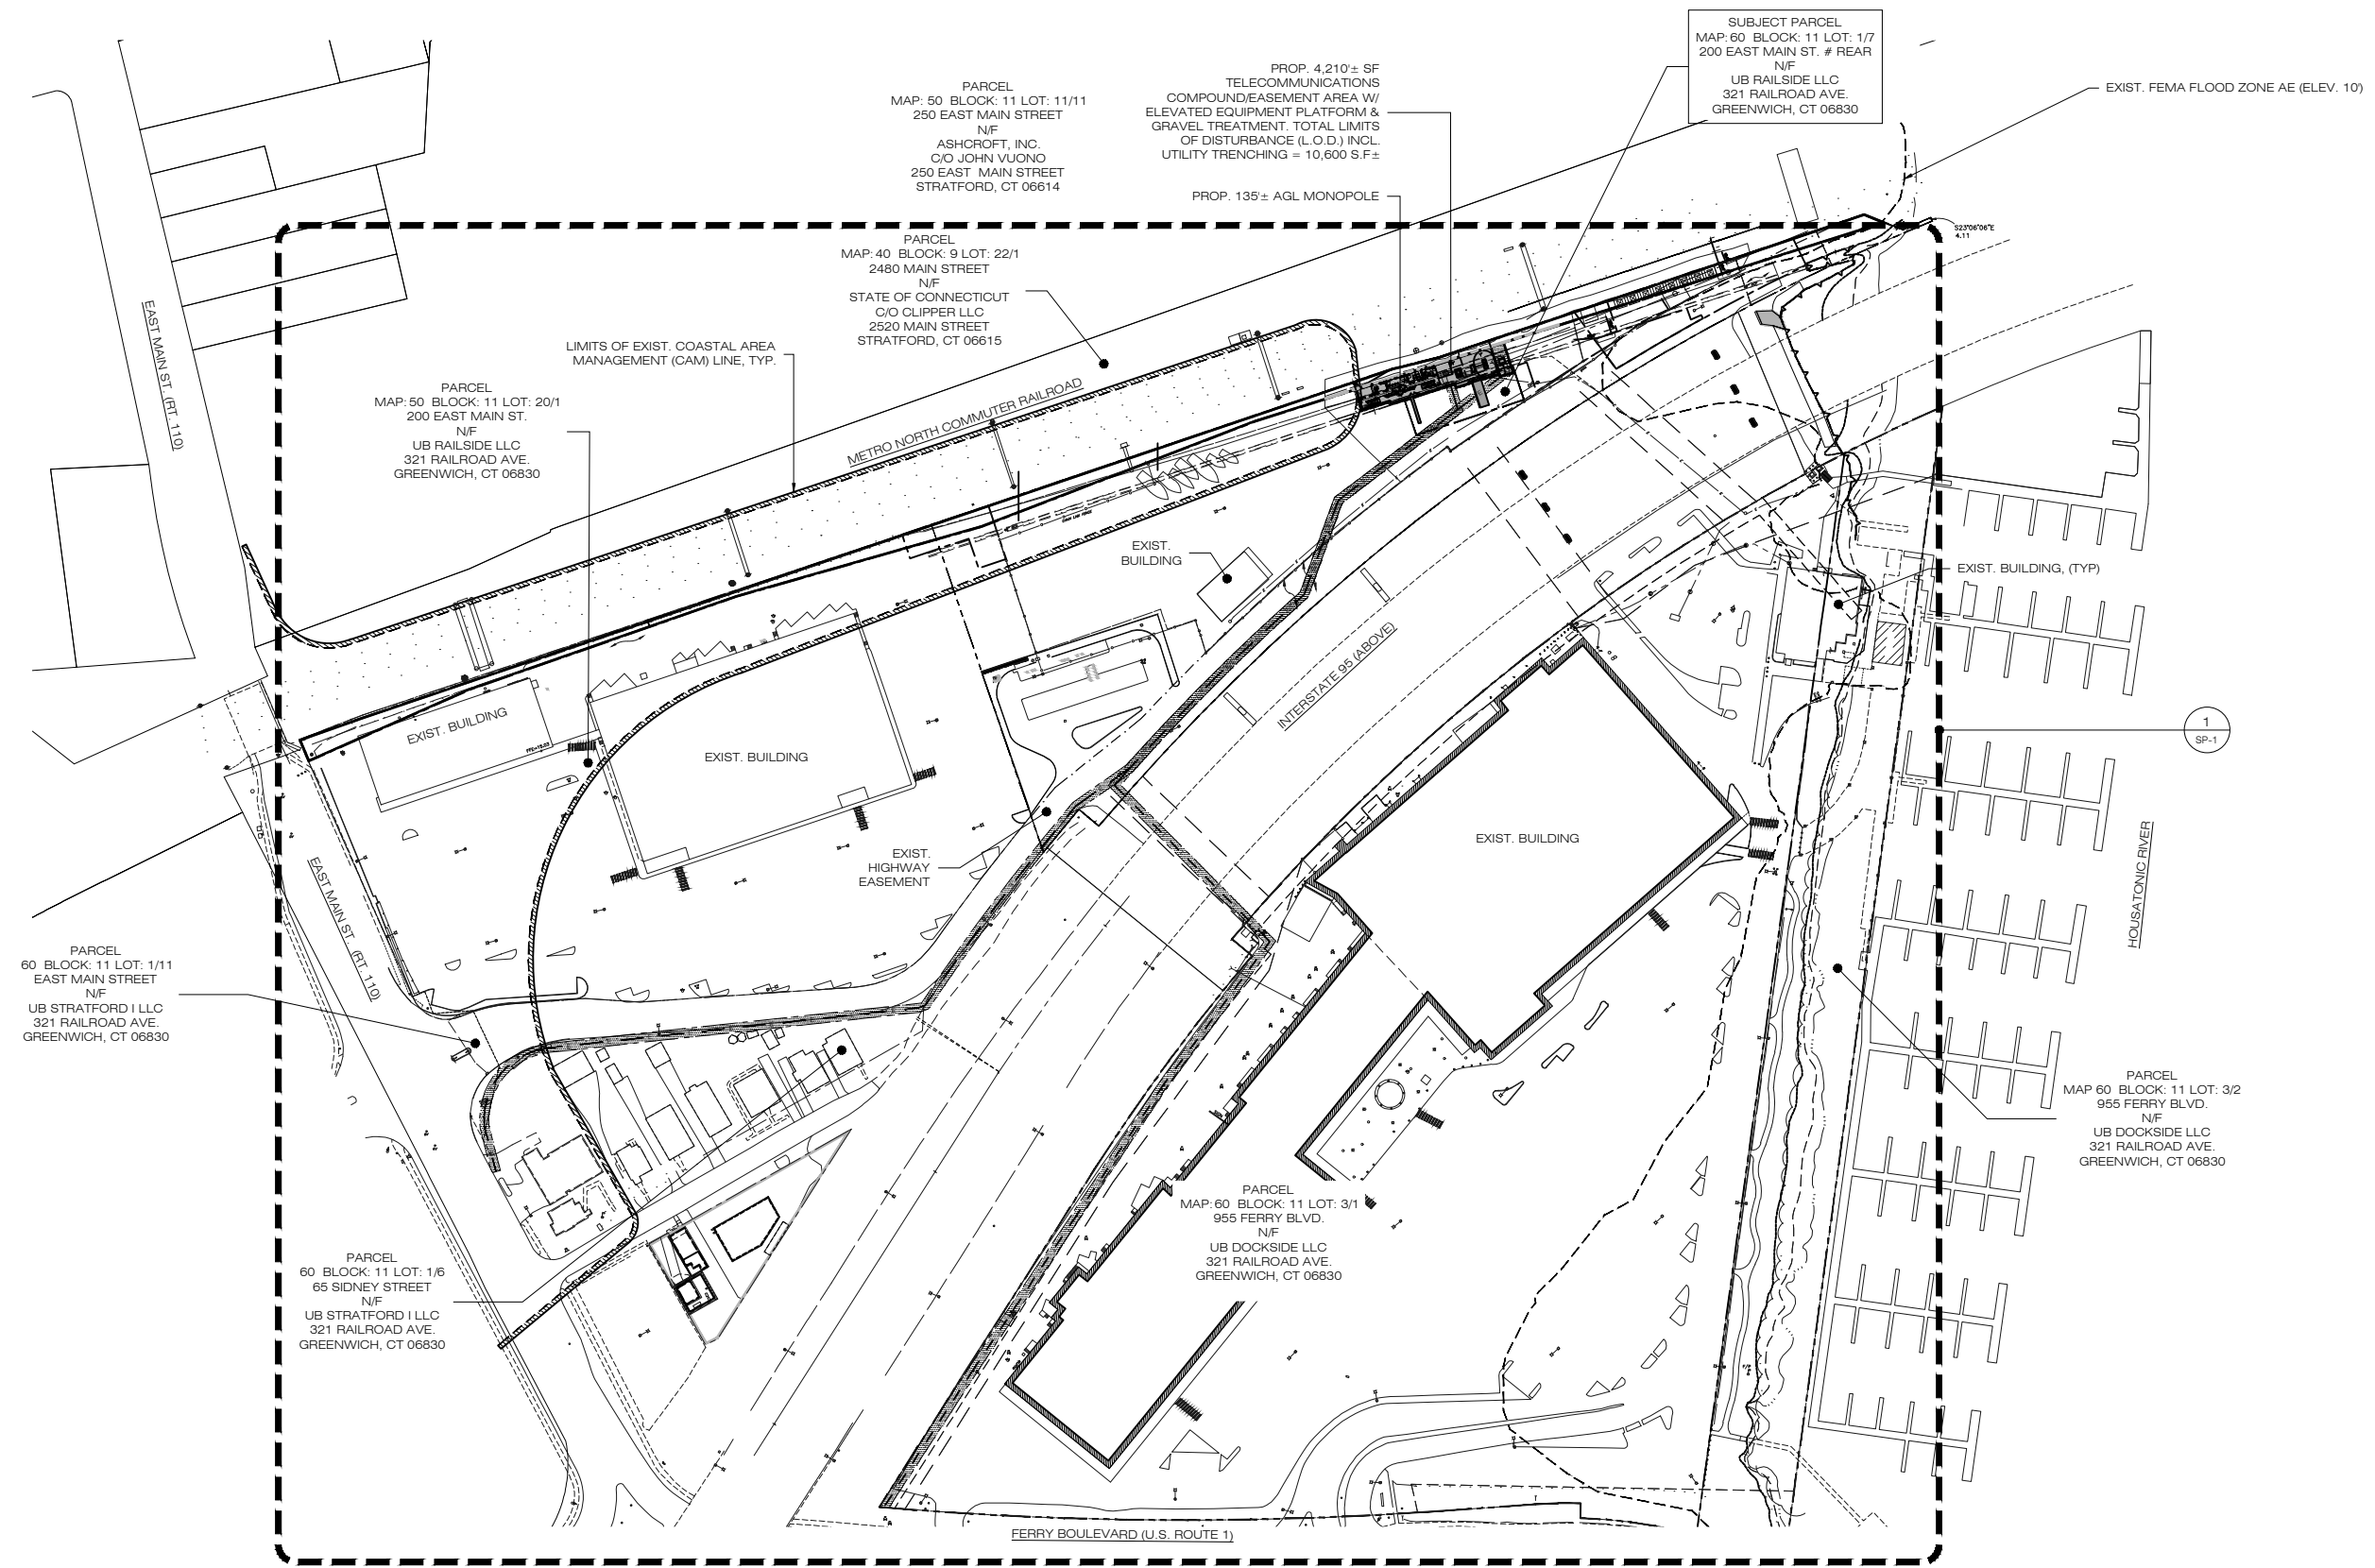 SUBJECT PARCEL
MAP: 60 BLOCK: 11 LOT: 1/7
200 EAST MAIN ST. # REAR
N/F
UB RAILSIDE LLC
321 RAILROAD AVE.
GREENWICH, CT 06830
PROP. 4,210'± SF
TELECOMMUNICATIONS
COMPOUND/EASEMENT AREA W/
ELEVATED EQUIPMENT PLATFORM &
GRAVEL TREATMENT. TOTAL LIMITS
OF DISTURBANCE (L.O.D.) INCL.
UTILITY TRENCHING = 10,600 S.F±
EXIST. FEMA FLOOD ZONE AE (ELEV. 10')
PARCEL
MAP: 50 BLOCK: 11 LOT: 11/11
250 EAST MAIN STREET
N/F
ASHCROFT, INC.
C/O JOHN VUONO
250 EAST MAIN STREET
STRATFORD, CT 06614
PROP. 135'± AGL MONOPOLE
S23°06'06"E
4.11
PARCEL
MAP: 40 BLOCK: 9 LOT: 22/1
2480 MAIN STREET
N/F
STATE OF CONNECTICUT
C/O CLIPPER LLC
2520 MAIN STREET
STRATFORD, CT 06615
EAST MAIN ST. (RT. 110)
LIMITS OF EXIST. COASTAL AREA
MANAGEMENT (CAM) LINE, TYP.
METRO NORTH COMMUTER RAILROAD
PARCEL
MAP: 50 BLOCK: 11 LOT: 20/1
200 EAST MAIN ST.
N/F
UB RAILSIDE LLC
321 RAILROAD AVE.
GREENWICH, CT 06830
EXIST.
BUILDING
EXIST. BUILDING, (TYP)
INTERSTATE 95 (ABOVE)
EXIST. BUILDING
EXIST. BUILDING
1
SP-1
EXIST. BUILDING
EXIST.
HIGHWAY
EASEMENT
HOUSATONIC RIVER
EAST MAIN ST. (RT. 110)
PARCEL
60 BLOCK: 11 LOT: 1/11
EAST MAIN STREET
N/F
UB STRATFORD I LLC
321 RAILROAD AVE.
GREENWICH, CT 06830
PARCEL
MAP 60 BLOCK: 11 LOT: 3/2
955 FERRY BLVD.
N/F
UB DOCKSIDE LLC
321 RAILROAD AVE.
GREENWICH, CT 06830
PARCEL
MAP: 60 BLOCK: 11 LOT: 3/1
955 FERRY BLVD.
N/F
UB DOCKSIDE LLC
321 RAILROAD AVE.
GREENWICH, CT 06830
PARCEL
60 BLOCK: 11 LOT: 1/6
65 SIDNEY STREET
N/F
UB STRATFORD I LLC
321 RAILROAD AVE.
GREENWICH, CT 06830
FERRY BOULEVARD (U.S. ROUTE 1)